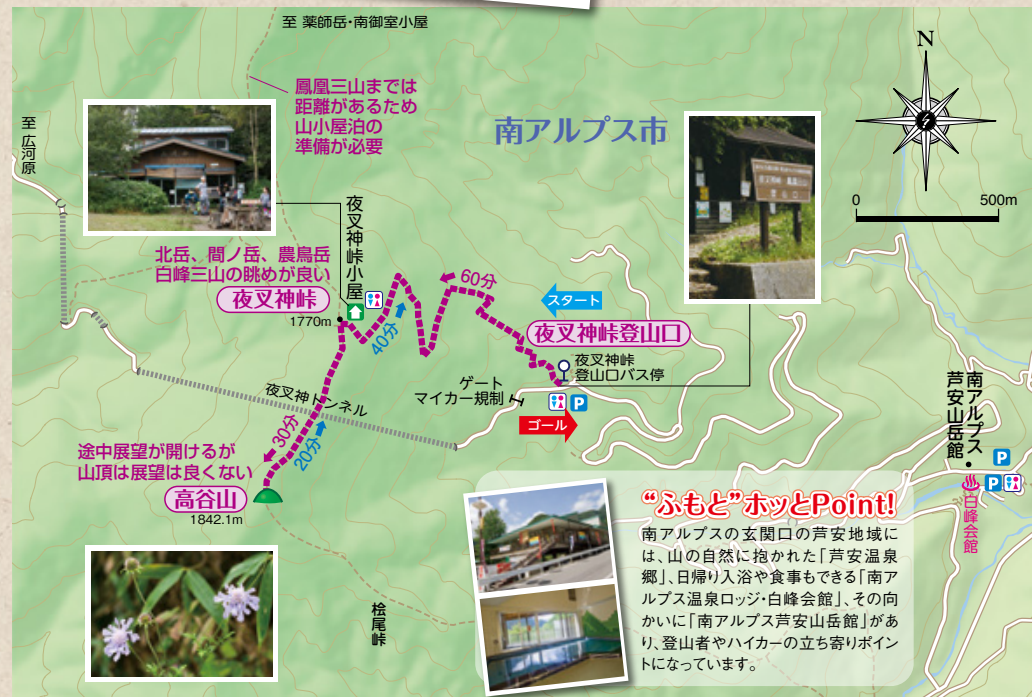 至 薬師岳・南御室小屋
鳳凰三山までは
距離があるため
山小屋泊の
準備が必要
至 広河原
南アルプス市
N
0
500m
夜叉神峠小屋
北岳、間ノ岳、農鳥岳
白峰三山の眺めが良い
夜叉神峠
1770m
60分
40分
スタート
夜叉神峠登山口
夜叉神峠
登山口バス停
ゲート
マイカー規制
P
ゴール
夜叉神トンネル
30分
20分
途中展望が開けるが
山頂は展望は良くない
高谷山
1842.1m
桧尾峠
南アルプス
芦安山岳館
P
P
白峰会館
“ふもと”ホッとPoint!
南アルプスの玄関口の芦安地域に
は、山の自然に抱かれた「芦安温泉
郷」、日帰り入浴や食事もできる「南ア
ルプス温泉ロッジ・白峰会館」、その向
かいに「南アルプス芦安山岳館」があ
り、登山者やハイカーの立ち寄りポイン
トになっています。